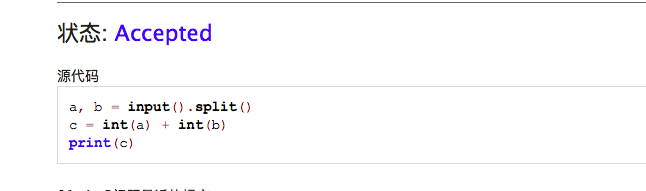 状态: Accepted
源代码
a, b = input().split()
c = int(a) + int(b)
print(c)